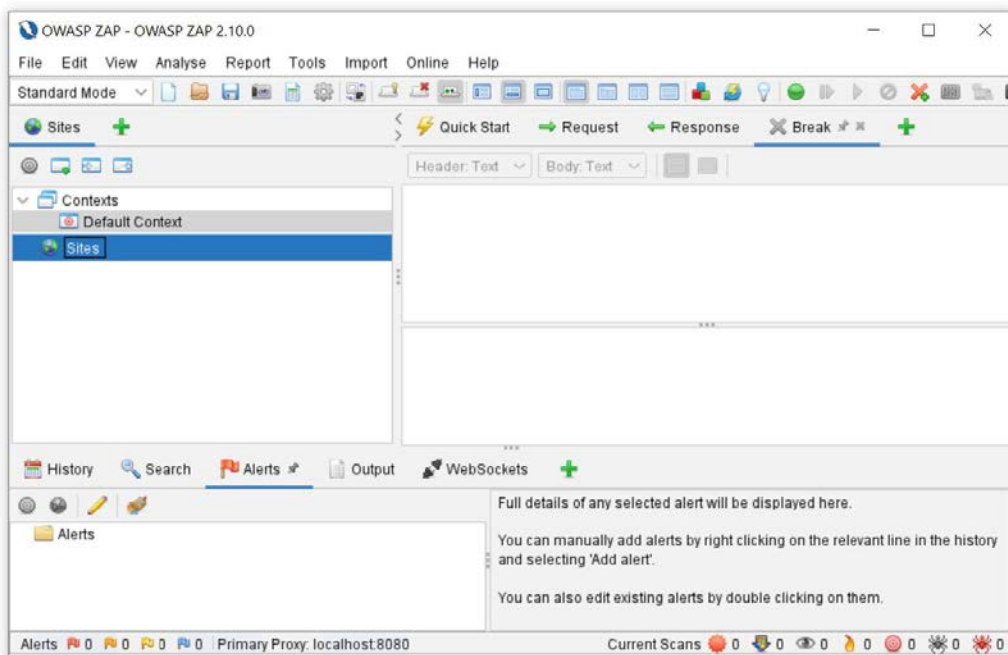 OWASP ZAP - OWASP ZAP 2.10.0
File Edit View Analyse Report Tools Import Online Help
Standard Mode
Sites
Quick Start Request Response Break
Header: Text Body: Text
Contexts
Default Context
Sites
History Search Alerts Output WebSockets
Alerts
Full details of any selected alert will be displayed here.
You can manually add alerts by right clicking on the relevant line in the history
and selecting 'Add alert'.
You can also edit existing alerts by double clicking on them.
Alerts 0 0 0 0 Primary Proxy: localhost:8080 Current Scans 0 0 0 0 0 0 0